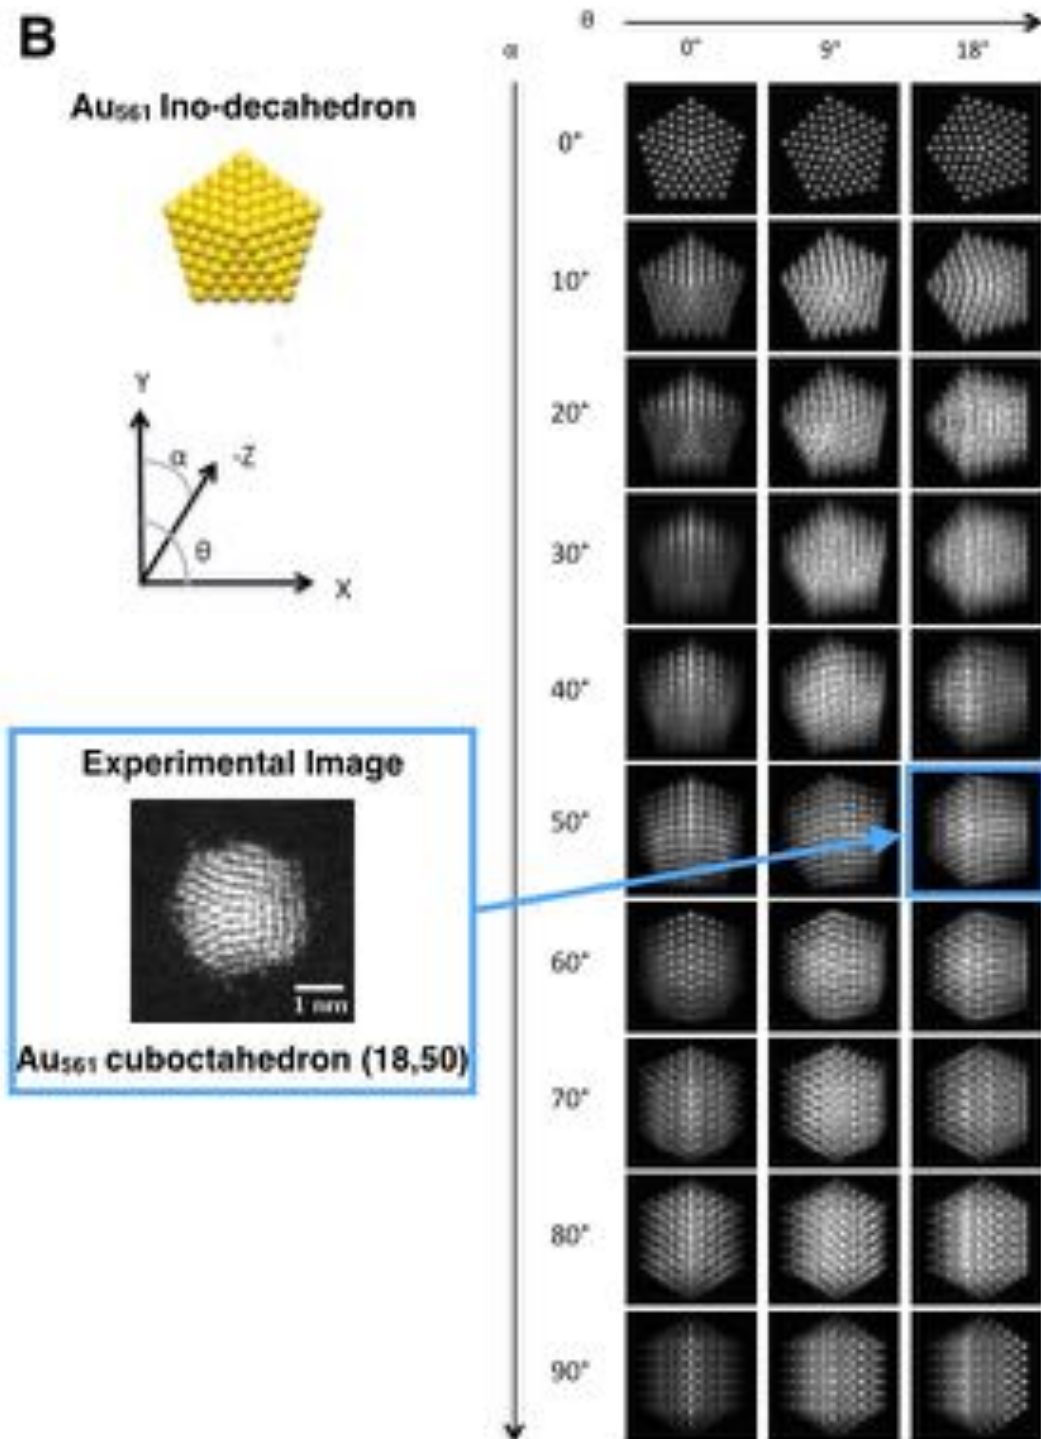 B
θ
α
0° 9° 18°
Au₅₆₁ Ino-decahedron
0°
10°
20°
30°
40°
50°
60°
70°
80°
90°
Y
α
-Z
θ
X
Experimental Image
1 nm
Au₅₆₁ cuboctahedron (18,50)